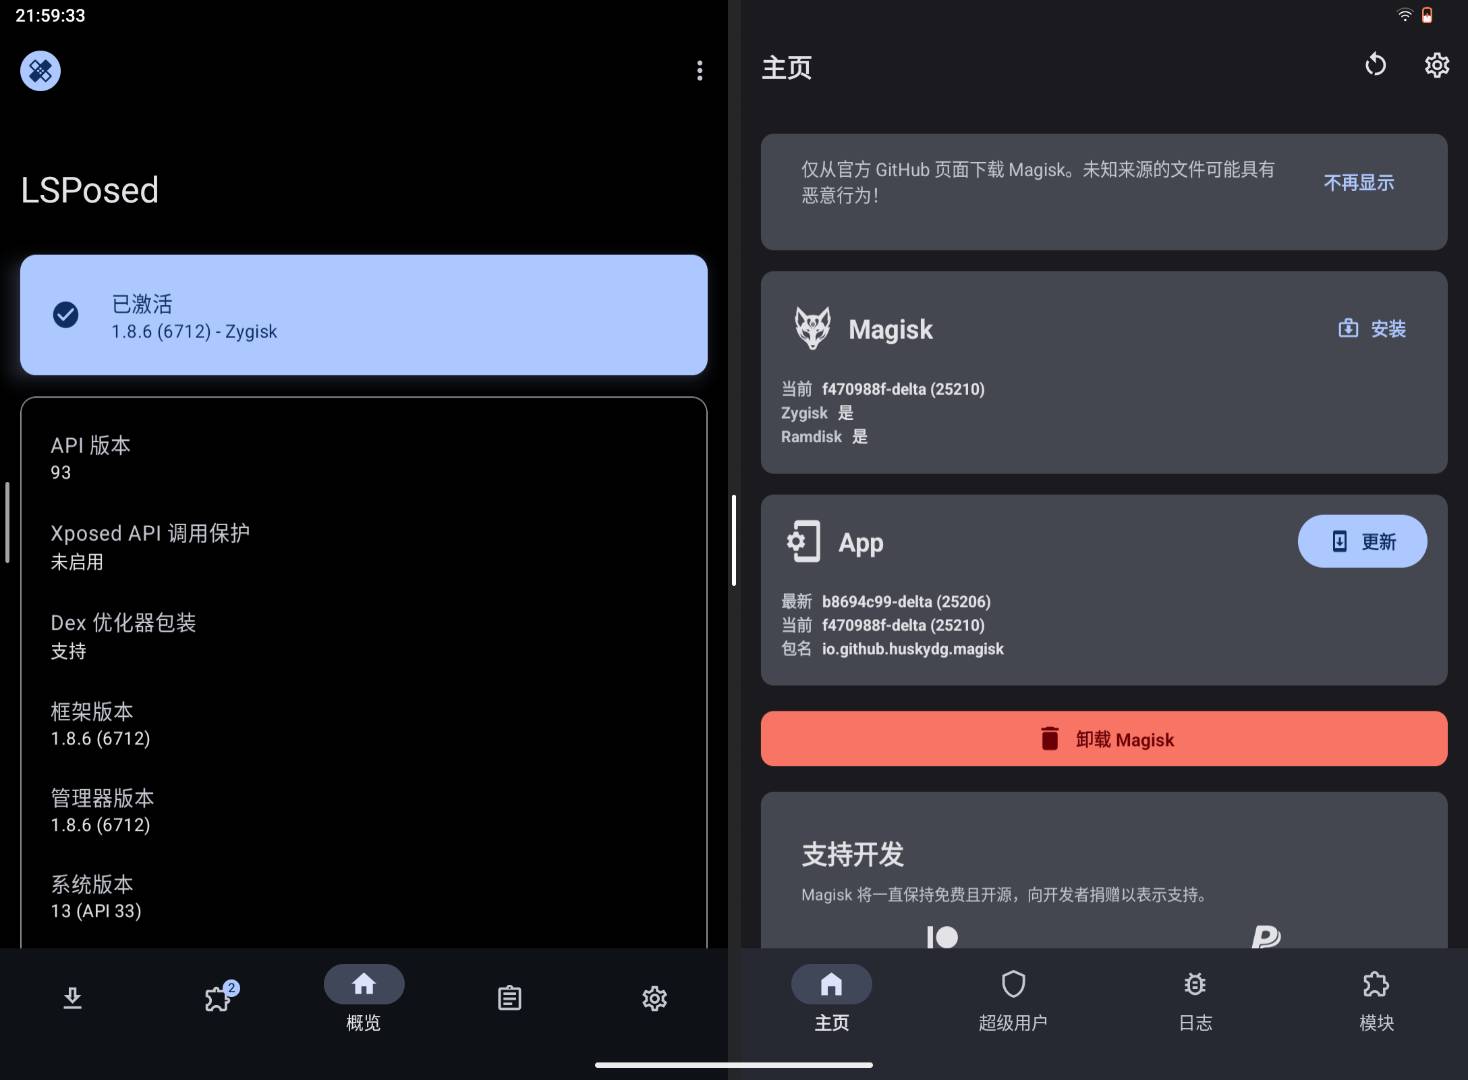 21:59:33
LSPosed
已激活
1.8.6 (6712) - Zygisk
API 版本
93
Xposed API 调用保护
未启用
Dex 优化器包装
支持
框架版本
1.8.6 (6712)
管理器版本
1.8.6 (6712)
系统版本
13 (API 33)
2
概览
主页
仅从官方 GitHub 页面下载 Magisk。未知来源的文件可能具有
恶意行为！
不再显示
Magisk
安装
当前 f470988f-delta (25210)
Zygisk 是
Ramdisk 是
App
更新
最新 b8694c99-delta (25206)
当前 f470988f-delta (25210)
包名 io.github.huskydg.magisk
卸载 Magisk
支持开发
Magisk 将一直保持免费且开源，向开发者捐赠以表示支持。
主页
超级用户
日志
模块